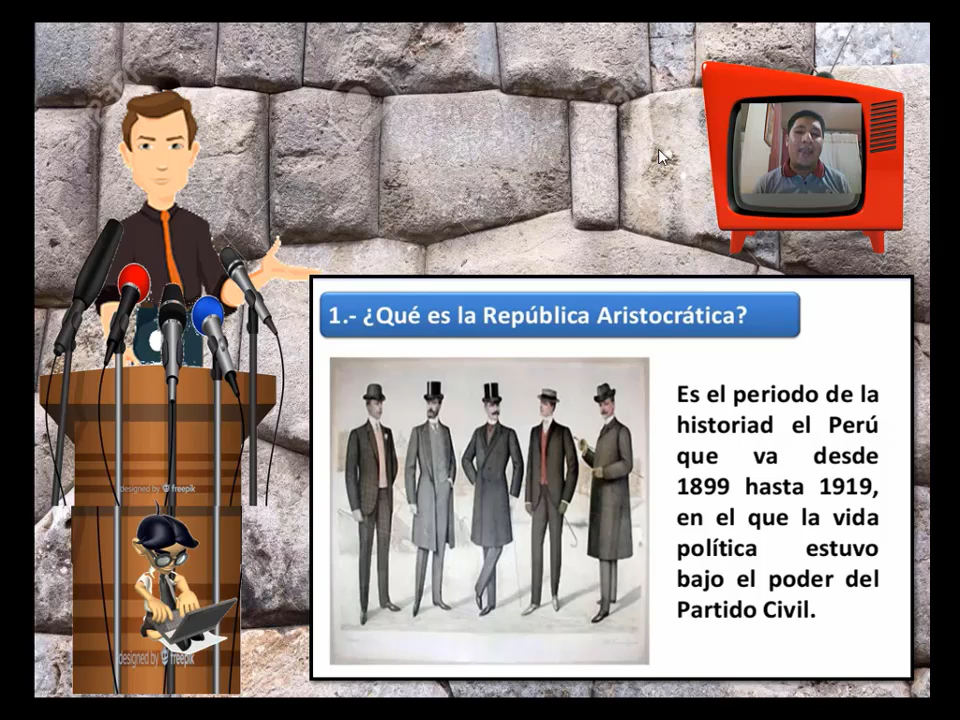 1.- ¿Qué es la República Aristocrática?
Es el periodo de la
historiad el Perú
que va desde
1899 hasta 1919,
en el que la vida
política estuvo
bajo el poder del
Partido Civil.
designed by freepik
designed by freepik